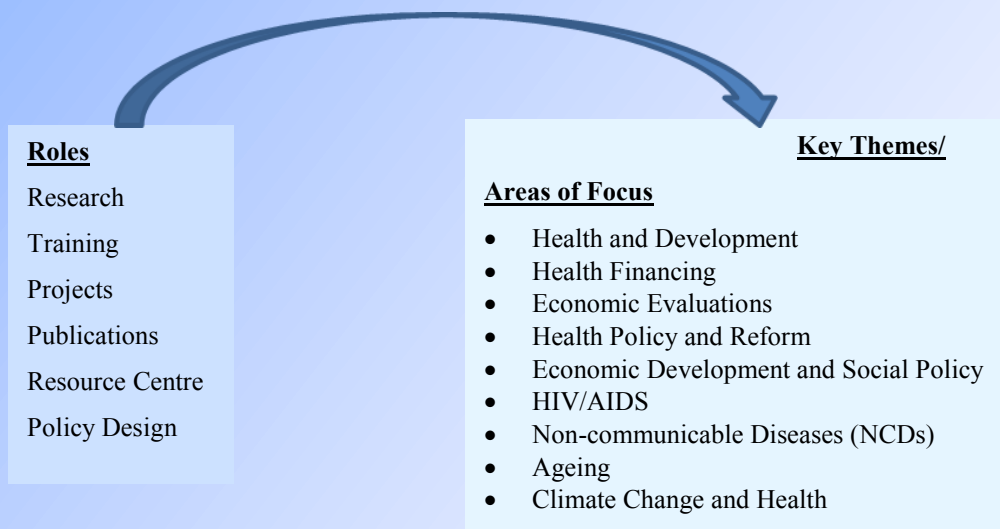 Roles
Research
Training
Projects
Publications
Resource Centre
Policy Design
Key Themes/
Areas of Focus
• Health and Development
• Health Financing
• Economic Evaluations
• Health Policy and Reform
• Economic Development and Social Policy
• HIV/AIDS
• Non-communicable Diseases (NCDs)
• Ageing
• Climate Change and Health